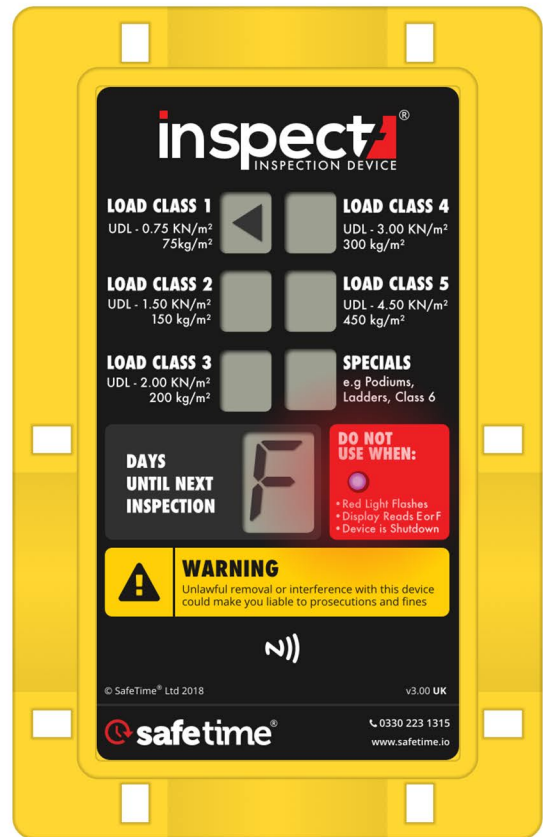 inspect®
INSPECTION DEVICE
LOAD CLASS 1
UDL - 0.75 KN/m²
75kg/m²
LOAD CLASS 4
UDL - 3.00 KN/m²
300 kg/m²
LOAD CLASS 2
UDL - 1.50 KN/m²
150 kg/m²
LOAD CLASS 5
UDL - 4.50 KN/m²
450 kg/m²
LOAD CLASS 3
UDL - 2.00 KN/m²
200 kg/m²
SPECIALS
e.g Podiums,
Ladders, Class 6
DAYS
UNTIL NEXT
INSPECTION
F
DO NOT
USE WHEN:
• Red Light Flashes
• Display Reads E or F
• Device is Shutdown
WARNING
Unlawful removal or interference with this device
could make you liable to prosecutions and fines
© SafeTime® Ltd 2018
v3.00 UK
safetime®
0330 223 1315
www.safetime.io